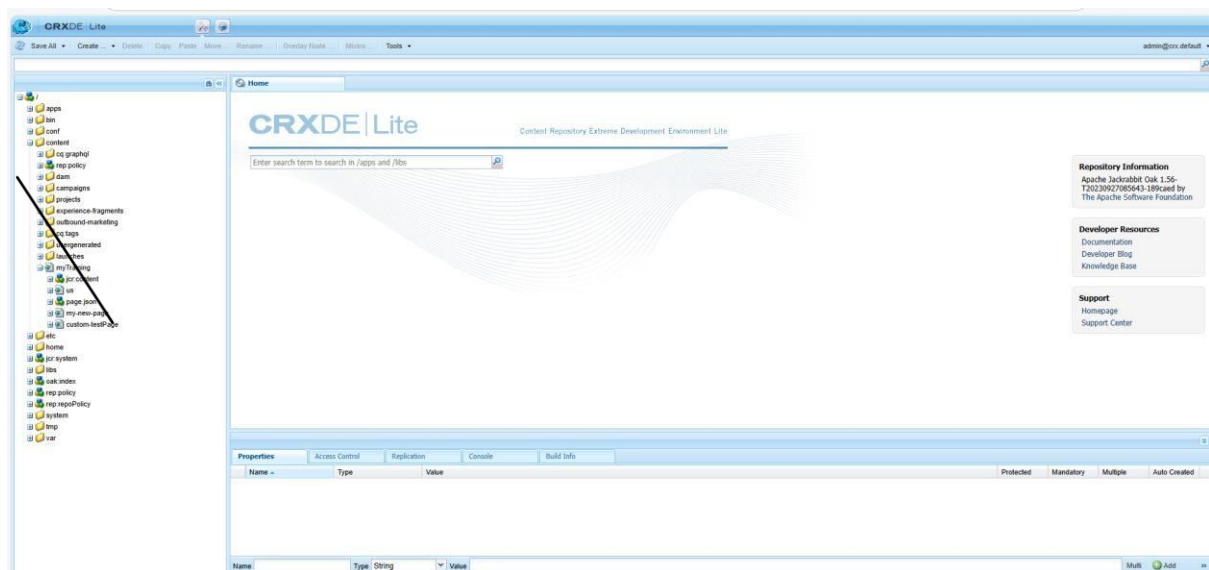 CRXDE | Lite
Save All Create ... Delete Copy Paste Move ... Rename ... Overlay Node ... Mixins ... Tools admin@crx.default
Home
/
apps
bin
conf
content
cq:graphql
rep:policy
dam
campaigns
projects
experience-fragments
outbound-marketing
cq:tags
usergenerated
launches
myTraining
jcr:content
us
page.json
my-new-page
custom-testPage
etc
home
jcr:system
libs
oak:index
rep:policy
rep:repoPolicy
system
tmp
var
CRXDE | Lite
Content Repository Extreme Development Environment Lite
Enter search term to search in /apps and /libs
Repository Information
Apache Jackrabbit Oak 1.56-
T20230927085643-189caed by
The Apache Software Foundation
Developer Resources
Documentation
Developer Blog
Knowledge Base
Support
Homepage
Support Center
Properties Access Control Replication Console Build Info
Name Type Value Protected Mandatory Multiple Auto Created
Name Type String Value Multi Add